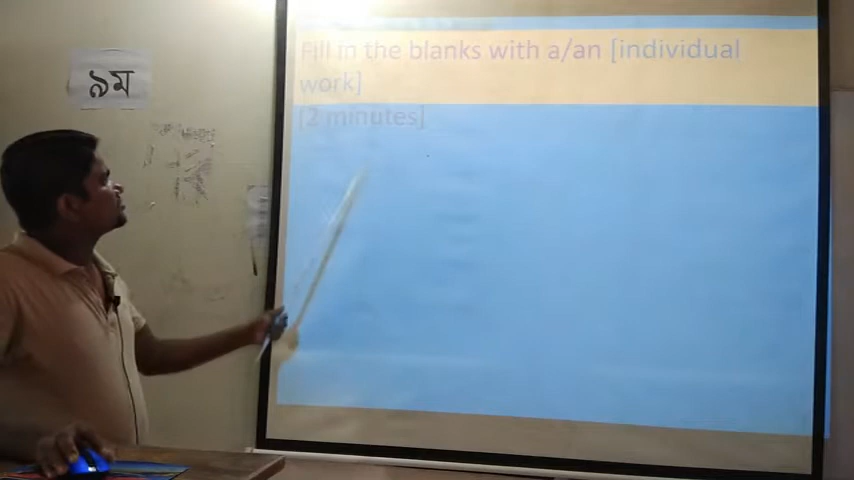 ৯ম
Fill in the blanks with a/an [individual
work]
[2 minutes]